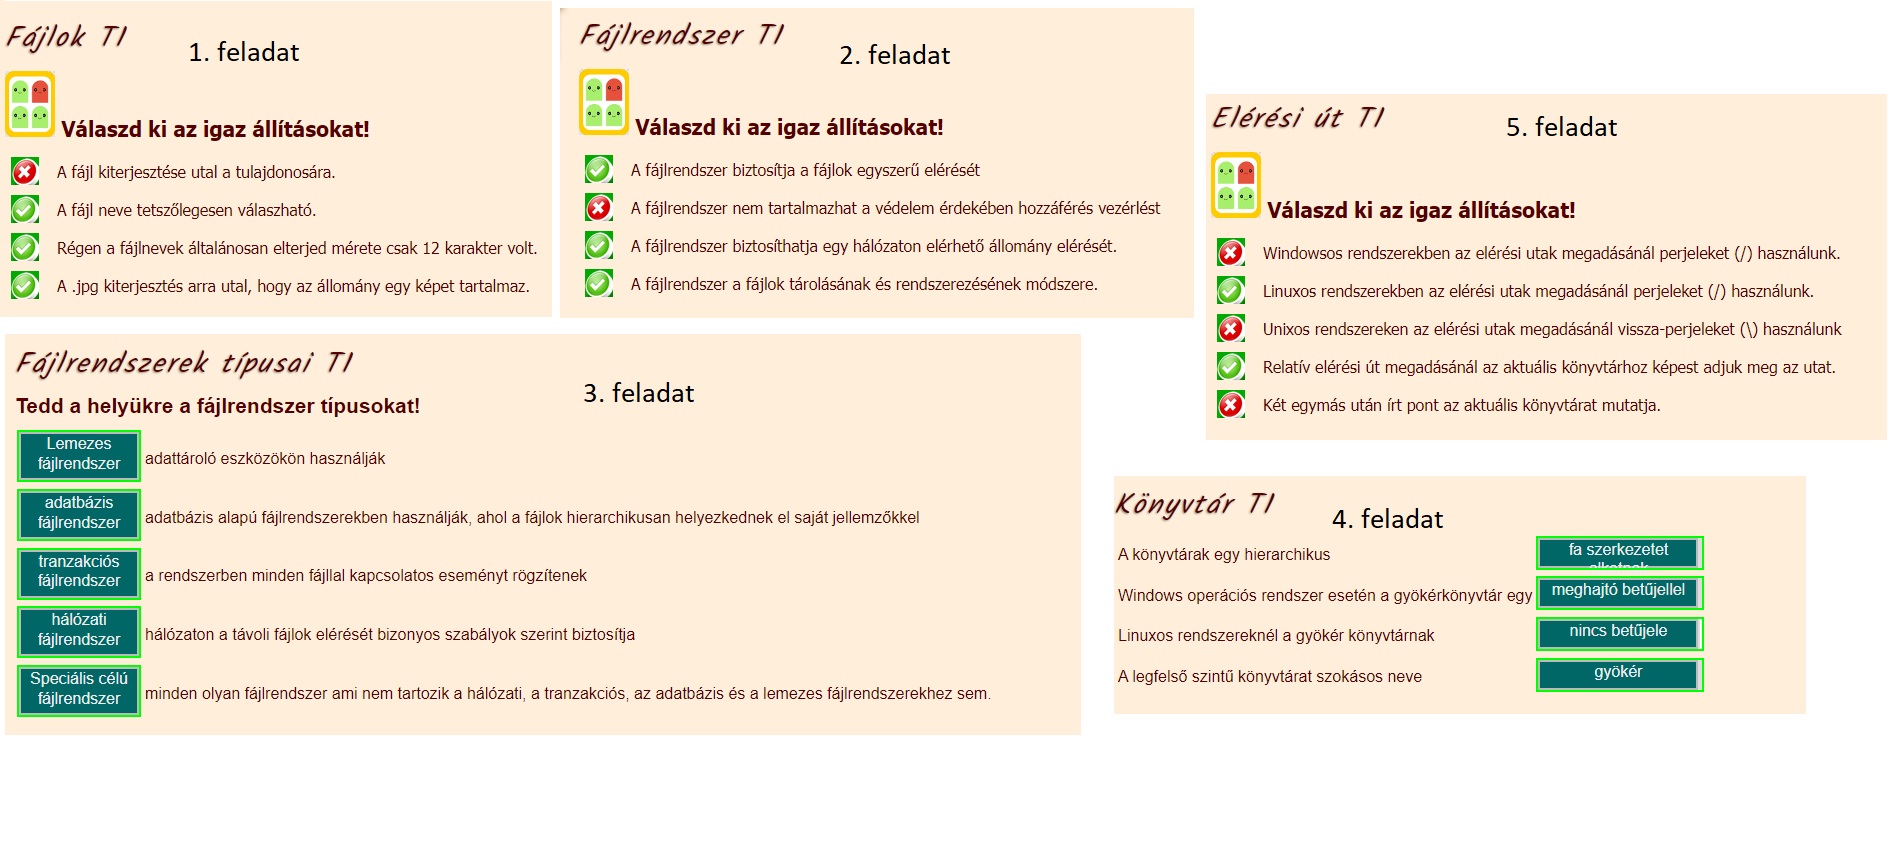 Fájlok TI
1. feladat
Válaszd ki az igaz állításokat!
A fájl kiterjesztése utal a tulajdonosára.
A fájl neve tetszőlegesen válaszható.
Régen a fájlnevek általánosan elterjed mérete csak 12 karakter volt.
A .jpg kiterjesztés arra utal, hogy az állomány egy képet tartalmaz.
Fájlrendszer TI
2. feladat
Válaszd ki az igaz állításokat!
A fájlrendszer biztosítja a fájlok egyszerű elérését
A fájlrendszer nem tartalmazhat a védelem érdekében hozzáférés vezérlést
A fájlrendszer biztosíthatja egy hálózaton elérhető állomány elérését.
A fájlrendszer a fájlok tárolásának és rendszerezésének módszere.
Fájlrendszerek típusai TI
3. feladat
Tedd a helyükre a fájlrendszer típusokat!
Lemezes
fájlrendszer
adattároló eszközökön használják
adatbázis
fájlrendszer
adatbázis alapú fájlrendszerekben használják, ahol a fájlok hierarchikusan helyezkednek el saját jellemzőkkel
tranzakciós
fájlrendszer
a rendszerben minden fájllal kapcsolatos eseményt rögzítenek
hálózati
fájlrendszer
hálózaton a távoli fájlok elérését bizonyos szabályok szerint biztosítja
Speciális célú
fájlrendszer
minden olyan fájlrendszer ami nem tartozik a hálózati, a tranzakciós, az adatbázis és a lemezes fájlrendszerekhez sem.
Könyvtár TI
4. feladat
A könyvtárak egy hierarchikus
fa szerkezetet
Windows operációs rendszer esetén a gyökérkönyvtár egy
meghajtó betűjellel
Linuxos rendszereknél a gyökér könyvtárnak
nincs betűjele
A legfelső szintű könyvtárat szokásos neve
gyökér
Elérési út TI
5. feladat
Válaszd ki az igaz állításokat!
Windowsos rendszerekben az elérési utak megadásánál perjeleket (/) használunk.
Linuxos rendszerekben az elérési utak megadásánál perjeleket (/) használunk.
Unixos rendszereken az elérési utak megadásánál vissza-perjeleket (\) használunk
Relatív elérési út megadásánál az aktuális könyvtárhoz képest adjuk meg az utat.
Két egymás után írt pont az aktuális könyvtárat mutatja.